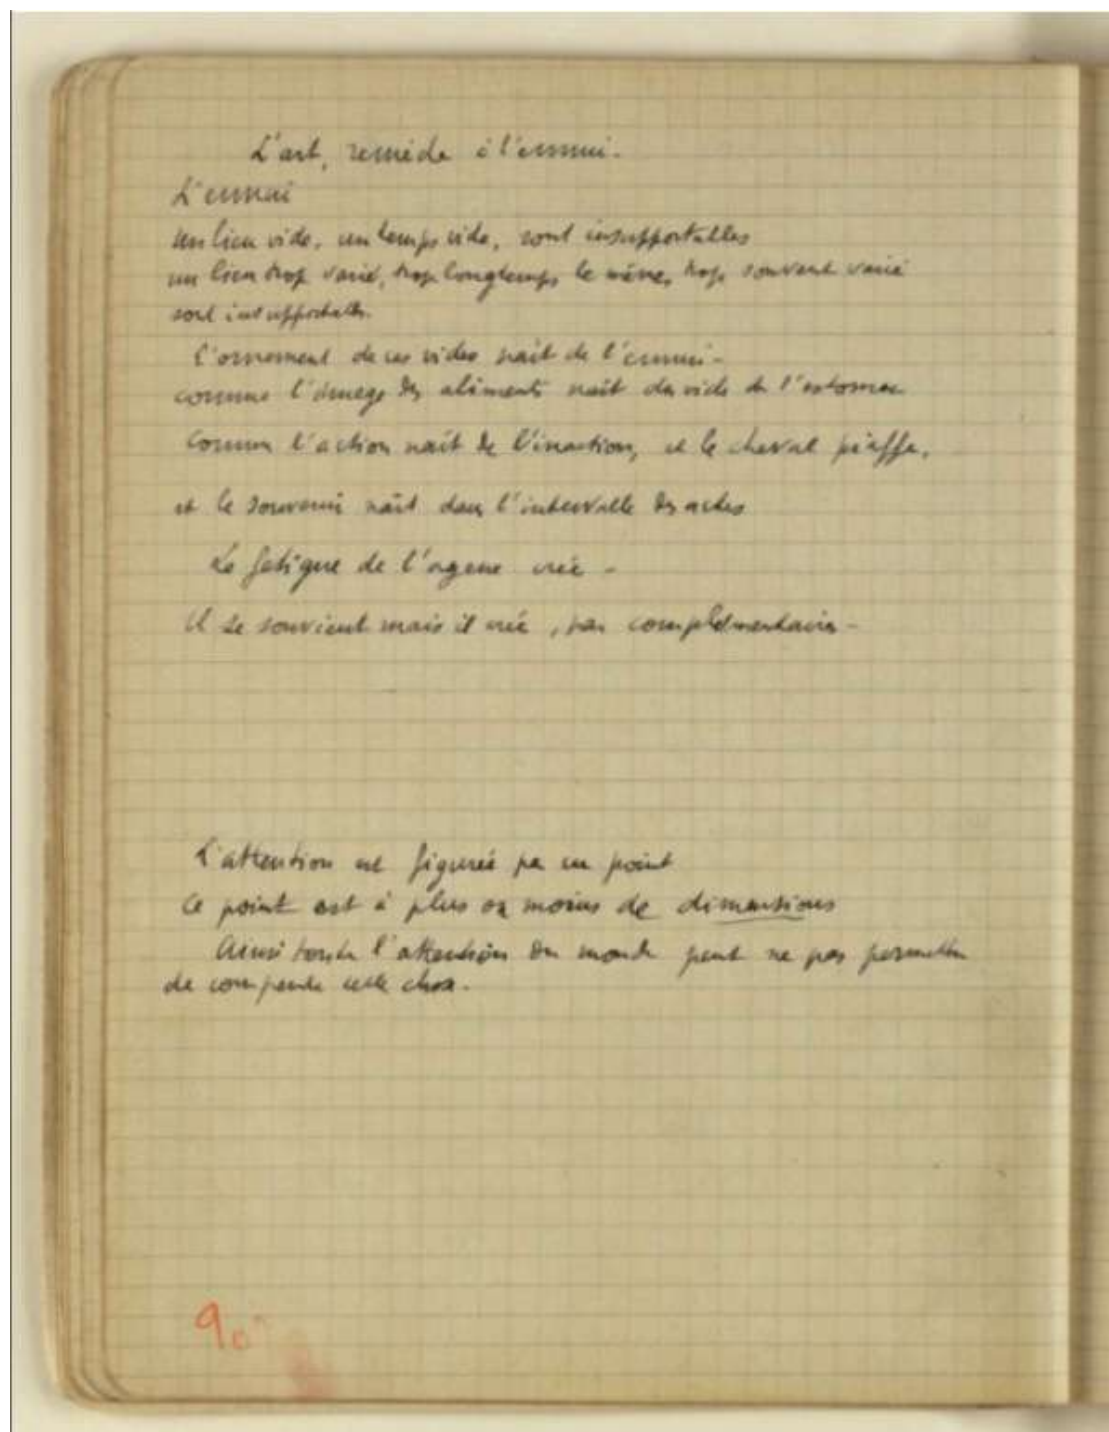 L'art, remède à l'ennui.
L'ennui
Un lieu vide, un temps vide, sont insupportables
un lieu trop varié, trop longtemps le même, trop souvent varié
sont insupportables.
L'ornement de ces vides naît de l'ennui -
comme l'image des aliments naît du vide de l'estomac
Comme l'action naît de l'inaction, et le cheval piaffe,
et le souvenir naît dans l'intervalle des actes
La fatigue de l'organe crée -
Il se souvient mais il crée, par complémentaires -
L'attention est figurée par un point
Ce point est à plus ou moins de dimensions
Ainsi toute l'attention du monde peut ne pas permettre
de comprendre cette chose.
90